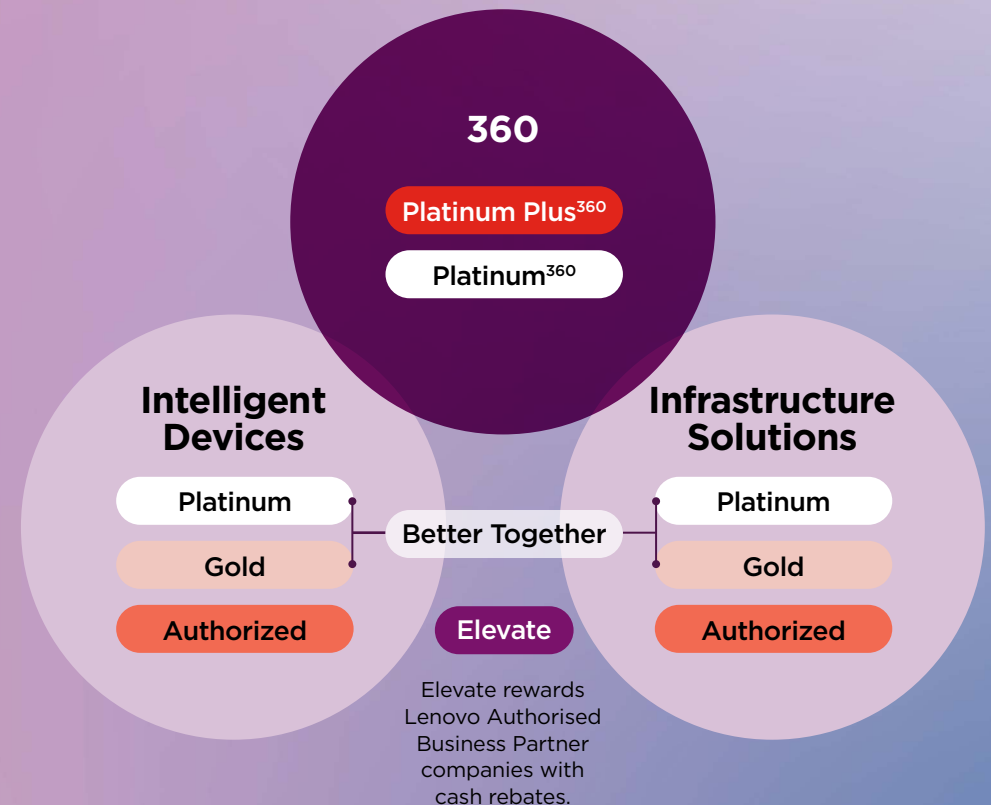 360
Platinum Plus³⁶⁰
Platinum³⁶⁰
Intelligent
Devices
Platinum
Gold
Authorized
Better Together
Infrastructure
Solutions
Platinum
Gold
Authorized
Elevate
Elevate rewards
Lenovo Authorised
Business Partner
companies with
cash rebates.